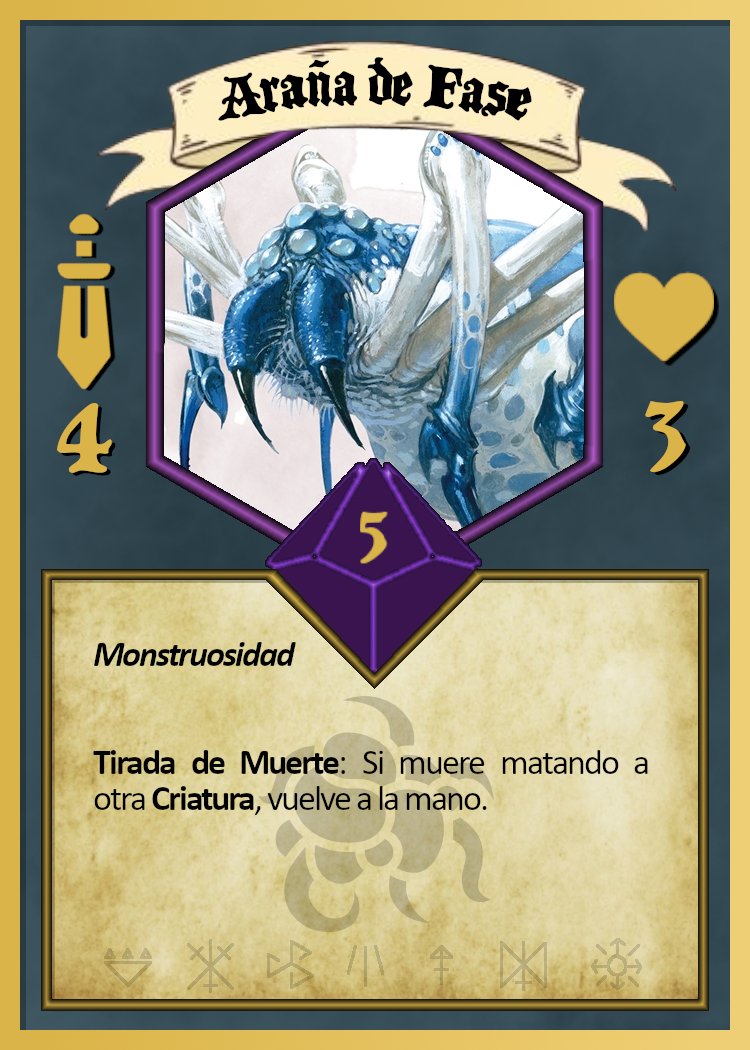 Araña de Fase
4
3
5
Monstruosidad
Tirada de Muerte: Si muere matando a
otra Criatura, vuelve a la mano.